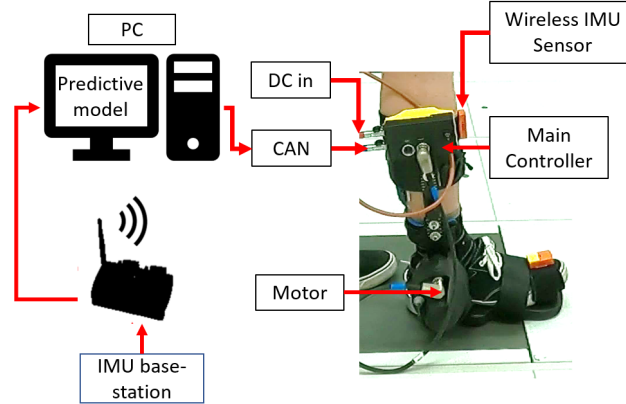 PC
Predictive
model
DC in
CAN
Wireless IMU
Sensor
Main
Controller
Motor
IMU base-
station